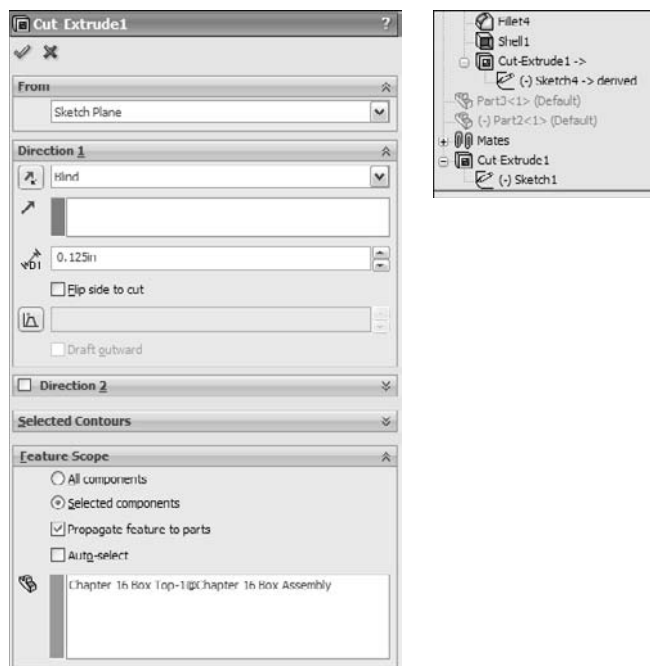 Cut Extrude1
?
From
Sketch Plane
Direction 1
Blind
D1
0.125in
Flip side to cut
Draft outward
Direction 2
Selected Contours
Feature Scope
All components
Selected components
Propagate feature to parts
Auto-select
Chapter 16 Box Top-1@Chapter 16 Box Assembly
Fillet4
Shell1
Cut-Extrude1 ->
(-) Sketch4 -> derived
Part3<1> (Default)
(-) Part2<1> (Default)
Mates
Cut Extrude1
(-) Sketch1